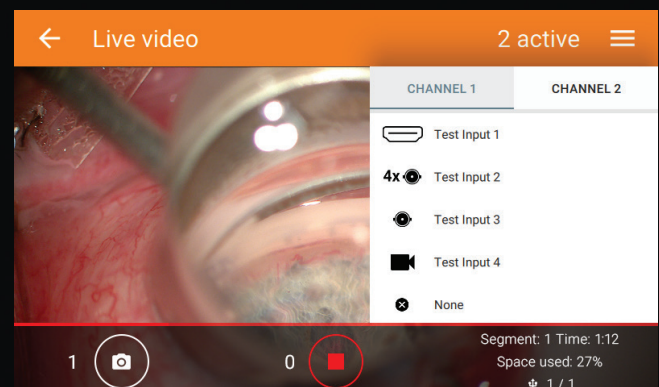 Live video 2 active
CHANNEL 1 CHANNEL 2
Test Input 1
4x Test Input 2
Test Input 3
Test Input 4
None
Segment: 1 Time: 1:12
1 0 Space used: 27%
1 / 1